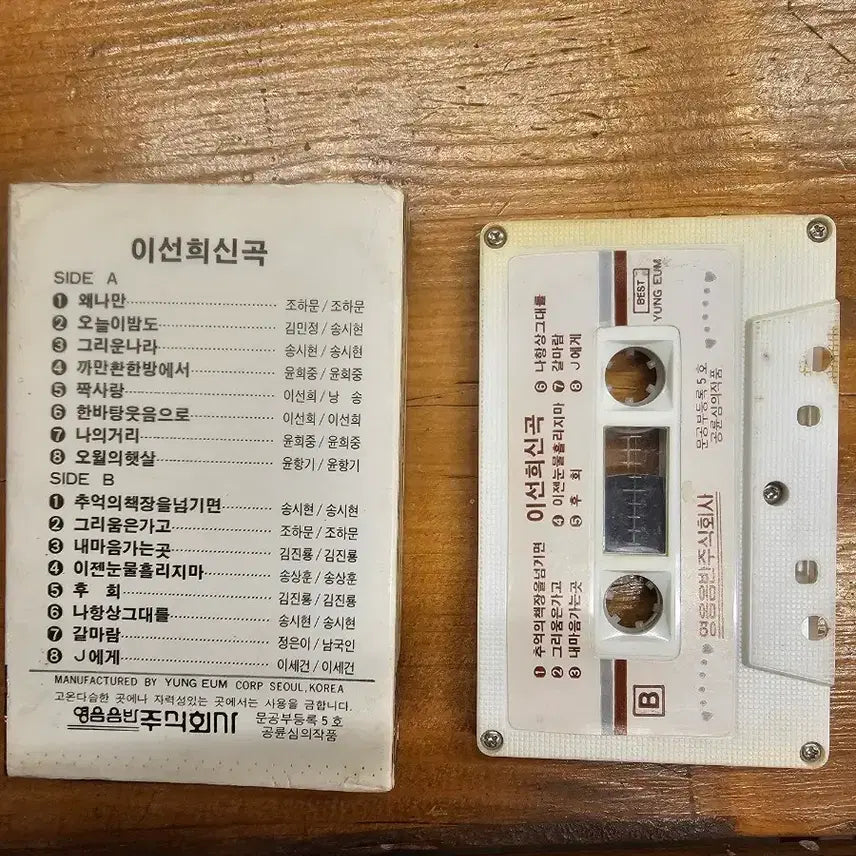 이선희신곡
SIDE A
❶ 왜나만 조하문/조하문
❷ 오늘이밤도 김민정/송시현
❸ 그리운나라 송시현/송시현
❹ 까만환한방에서 윤희중/윤희중
❺ 짝사랑 이선희/낭 송
❻ 한바탕웃음으로 이선희/이선희
❼ 나의거리 윤희중/윤희중
❽ 오월의햇살 윤항기/윤항기
SIDE B
❶ 추억의책장을넘기면 송시현/송시현
❷ 그리움은가고 조하문/조하문
❸ 내마음가는곳 김진룡/김진룡
❹ 이젠눈물흘리지마 송상훈/송상훈
❺ 후 회 김진룡/김진룡
❻ 나항상그대를 송시현/송시현
❼ 갈마람 정은이/남국인
❽ J에게 이세건/이세건
MANUFACTURED BY YUNG EUM CORP SEOUL, KOREA
고온다습한 곳에나 자력성있는 곳에서는 사용을 금합니다.
영음음반주식회사 문공부등록 5호
공륜심의작품
이선희신곡
❶ 추억의책장을넘기면
❷ 그리움은가고
❸ 내마음가는곳
❹ 이젠눈물흘리지마
❺ 후 회
❻ 나항상그대를
❼ 갈마람
❽ J에게
BEST
YUNG EUM
문공부등록 5호
공륜심의작품
영음음반주식회사
B